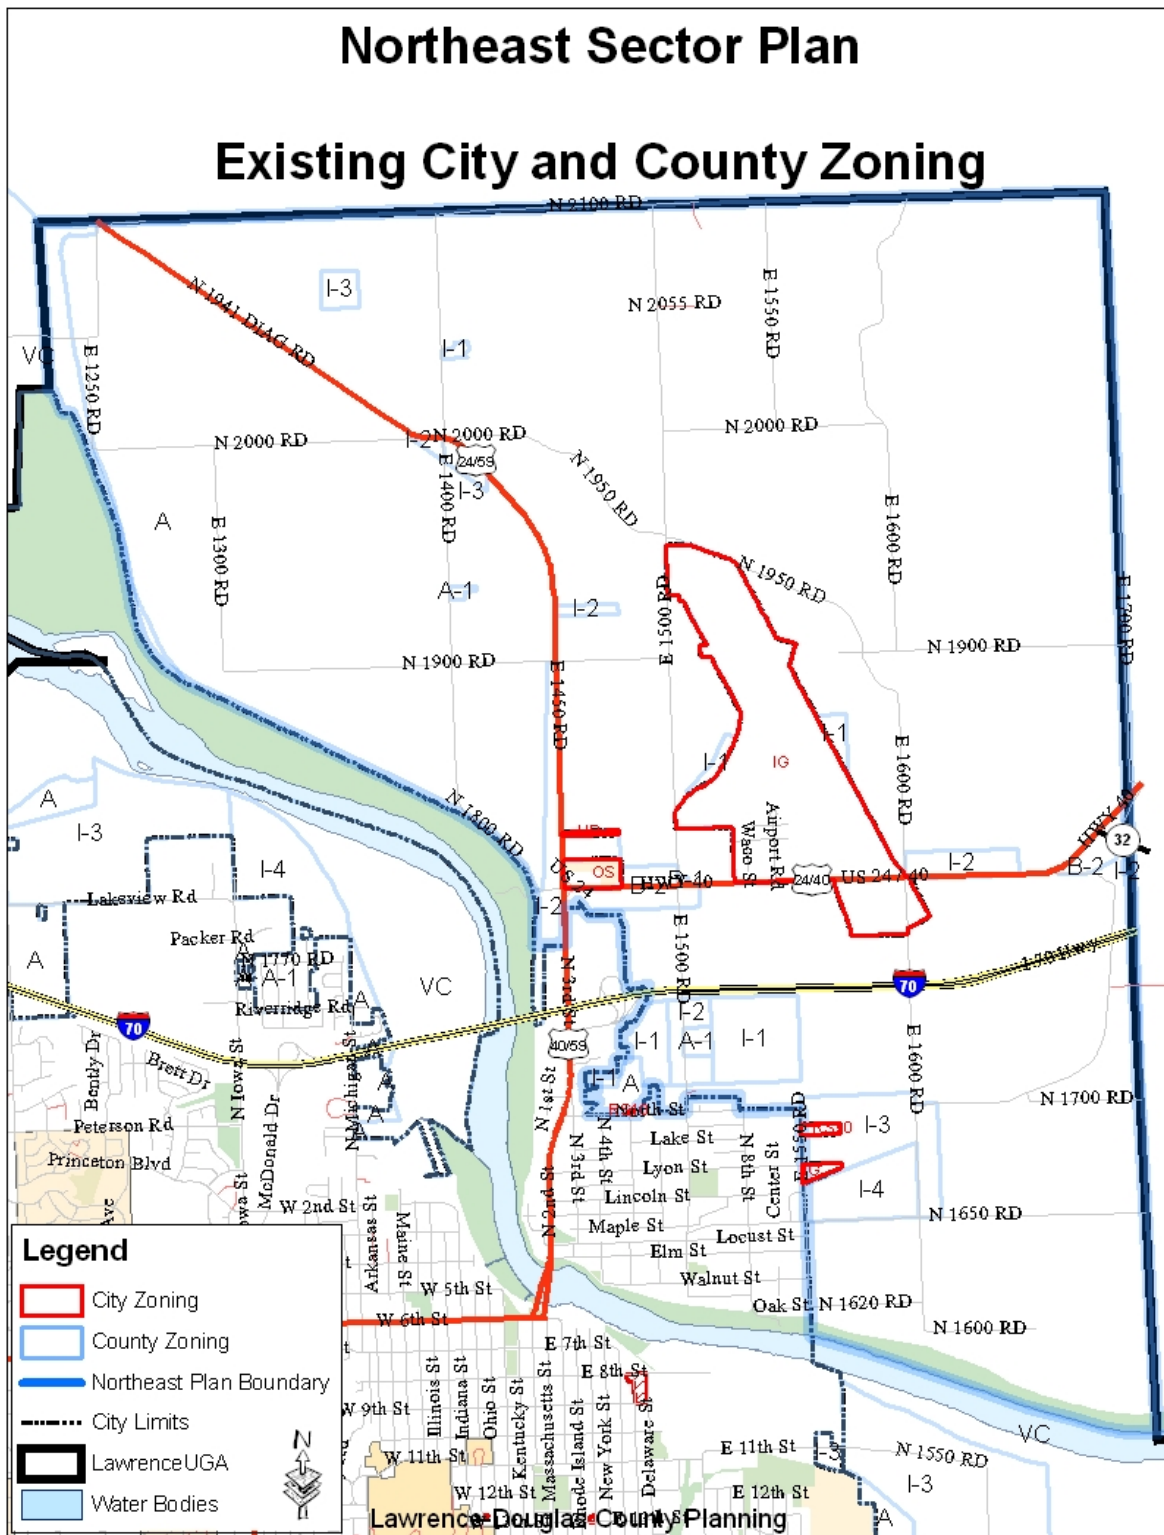 Northeast Sector Plan
Existing City and County Zoning
N 2100 RD
I-3
N 1941 DIAG RD
N 2055 RD
E 1550 RD
I-1
VC
E 1250 RD
N 2000 RD
I-2
N 2000 RD
N 2000 RD
24/59
E 1400 RD
I-3
N 1950 RD
A
E 1300 RD
E 1600 RD
N 1950 RD
A-1
I-2
E 1500 RD
E 1700 RD
N 1900 RD
N 1900 RD
E 1450 RD
I-1
I-1
IG
E 1600 RD
A
I-3
N 1800 RD
Waco St
Airport Rd
HWY 40
32
I-4
US 24
OS
B-2
HWY 40
24/40
US 24 / 40
I-2
B-2
I-2
Lakeview Rd
I-2
Packer Rd
A
A
N 1770 RD
A-1
E 1500 RD
N 3rd St
I-70 Hwy
VC
A
Riverridge Rd
70
70
I-2
I-1
A-1
I-1
40/59
Bently Dr
Brett Dr
N Iowa St
N Michigan St
A
A
N 1st St
I-1
A
E 1600 RD
N 1700 RD
North St
McDonald Dr
Peterson Rd
Lake St
I-3
Princeton Blvd
N 2nd St
N 3rd St
N 4th St
Lyon St
N 8th St
Center St
E 1550 RD
I-4
W 2nd St
Lincoln St
Arkansas St
Maine St
Maple St
Locust St
N 1650 RD
Elm St
Walnut St
W 5th St
Oak St
N 1620 RD
W 6th St
N 1600 RD
E 7th St
E 8th St
Illinois St
Indiana St
Ohio St
Kentucky St
Massachusetts St
Rhode Island St
New York St
Delaware St
W 9th St
VC
W 11th St
E 11th St
I-3
N 1550 RD
I-3
W 12th St
E 12th St
A
Legend
City Zoning
County Zoning
Northeast Plan Boundary
City Limits
LawrenceUGA
Water Bodies
N
Lawrence Douglas County Planning